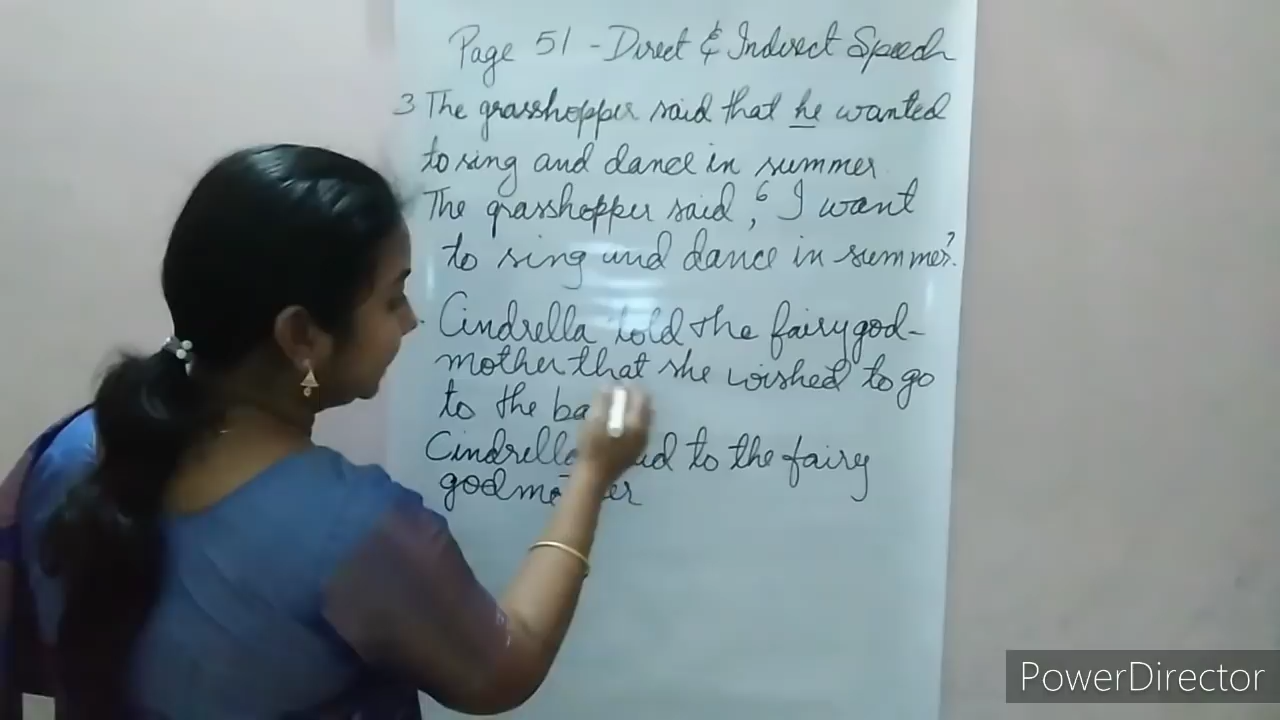 Page 51 - Direct & Indirect Speech
3 The grasshopper said that he wanted
to sing and dance in summer.
The grasshopper said, ‘I want
to sing and dance in summer’.
Cindrella told the fairy god-
mother that she wished to go
to the
Cindrella to the fairy
godmother
PowerDirector